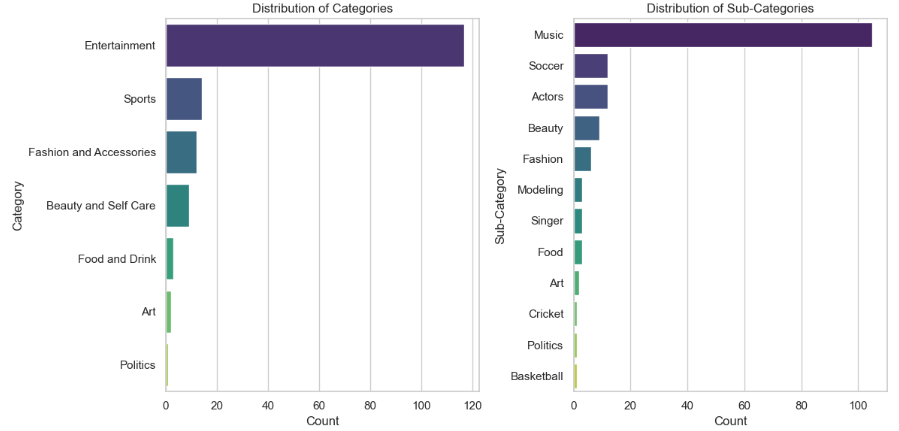 Distribution of Categories
Category
Entertainment
Sports
Fashion and Accessories
Beauty and Self Care
Food and Drink
Art
Politics
0 20 40 60 80 100 120
Count
Distribution of Sub-Categories
Sub-Category
Music
Soccer
Actors
Beauty
Fashion
Modeling
Singer
Food
Art
Cricket
Politics
Basketball
0 20 40 60 80 100
Count